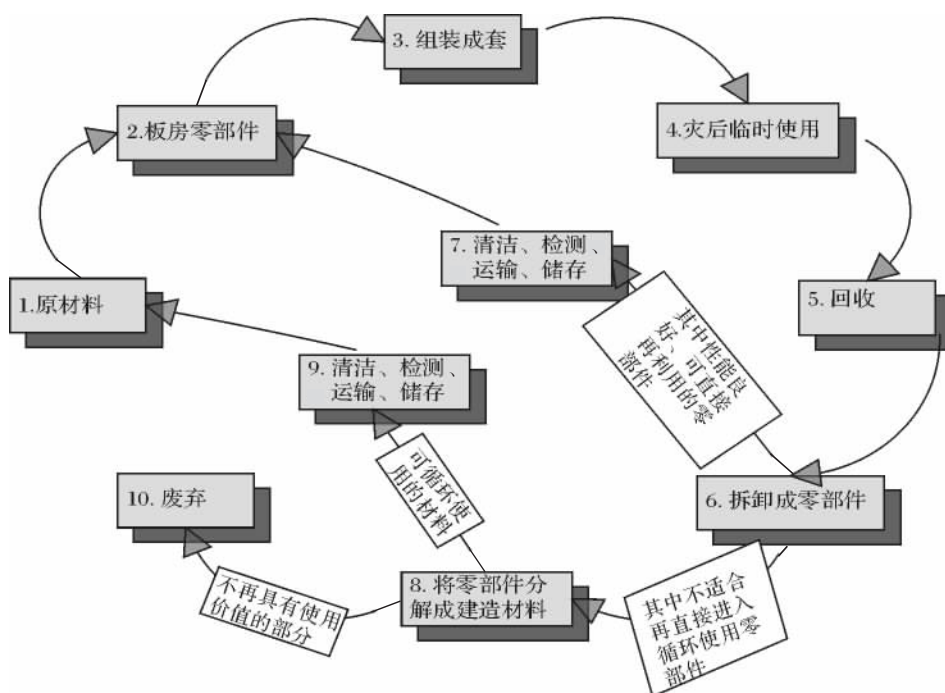 3. 组装成套
2.板房零部件
4.灾后临时使用
7. 清洁、检测、
运输、储存
1.原材料
5. 回收
其中性能良
好、可直接
再利用的零
部件
9. 清洁、检测、
运输、储存
可循环使
用的材料
10. 废弃
6. 拆卸成零部件
不再具有使用
价值的部分
8. 将零部件分
解成建造材料
其中不适合
再直接进入
循环使用零
部件